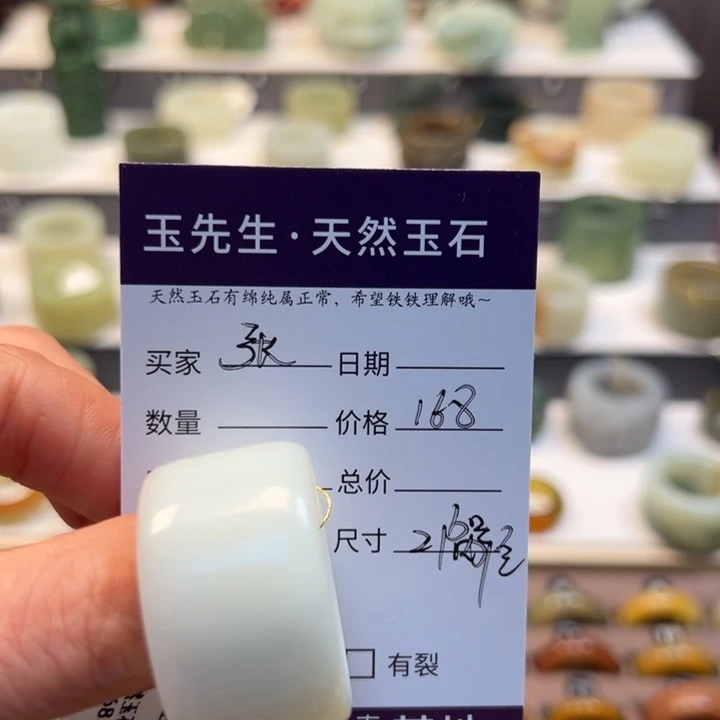 玉先生·天然玉石
天然玉石有绵纯属正常，希望铁铁理解哦~
买家 张 日期
数量 价格 168
总价
尺寸 21
有裂